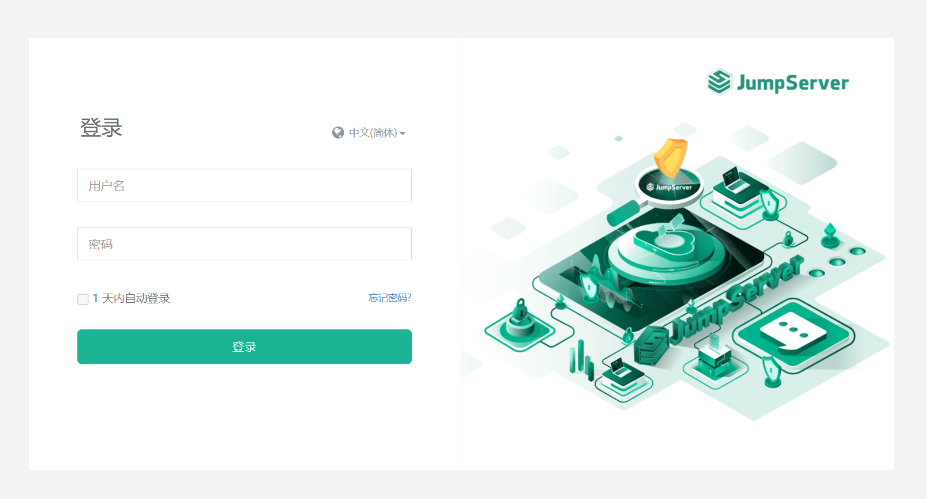 登录
中文(简体)
用户名
密码
1 天内自动登录
忘记密码?
登录
JumpServer
JumpServer
JumpServer